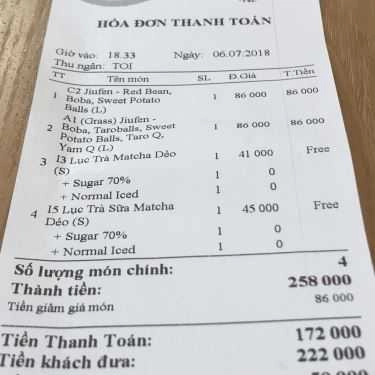 HÓA ĐƠN THANH TOÁN
Giờ vào: 18.33 Ngày: 06.07.2018
Thu ngân: TOI
TT Tên món SL Đ.Giá T.Tiền
1 C2 Jiufen - Red Bean, Boba, Sweet Potato Balls (L) 1 86 000 86 000
2 A1 (Grass) Jiufen - Boba, Taroballs, Sweet Potato Balls, Taro Q, Yam Q (L) 1 86 000 86 000
3 I3 Lục Trà Matcha Dẻo (S) 1 41 000 Free
+ Sugar 70% 1 0
+ Normal Iced 1 0
4 I5 Lục Trà Sữa Matcha Dẻo (S) 1 45 000 Free
+ Sugar 70% 1 0
+ Normal Iced 1 0
Số lượng món chính: 4
Thành tiền: 258 000
Tiền giảm giá món 86 000
Tiền Thanh Toán: 172 000
Tiền khách đưa: 222 000